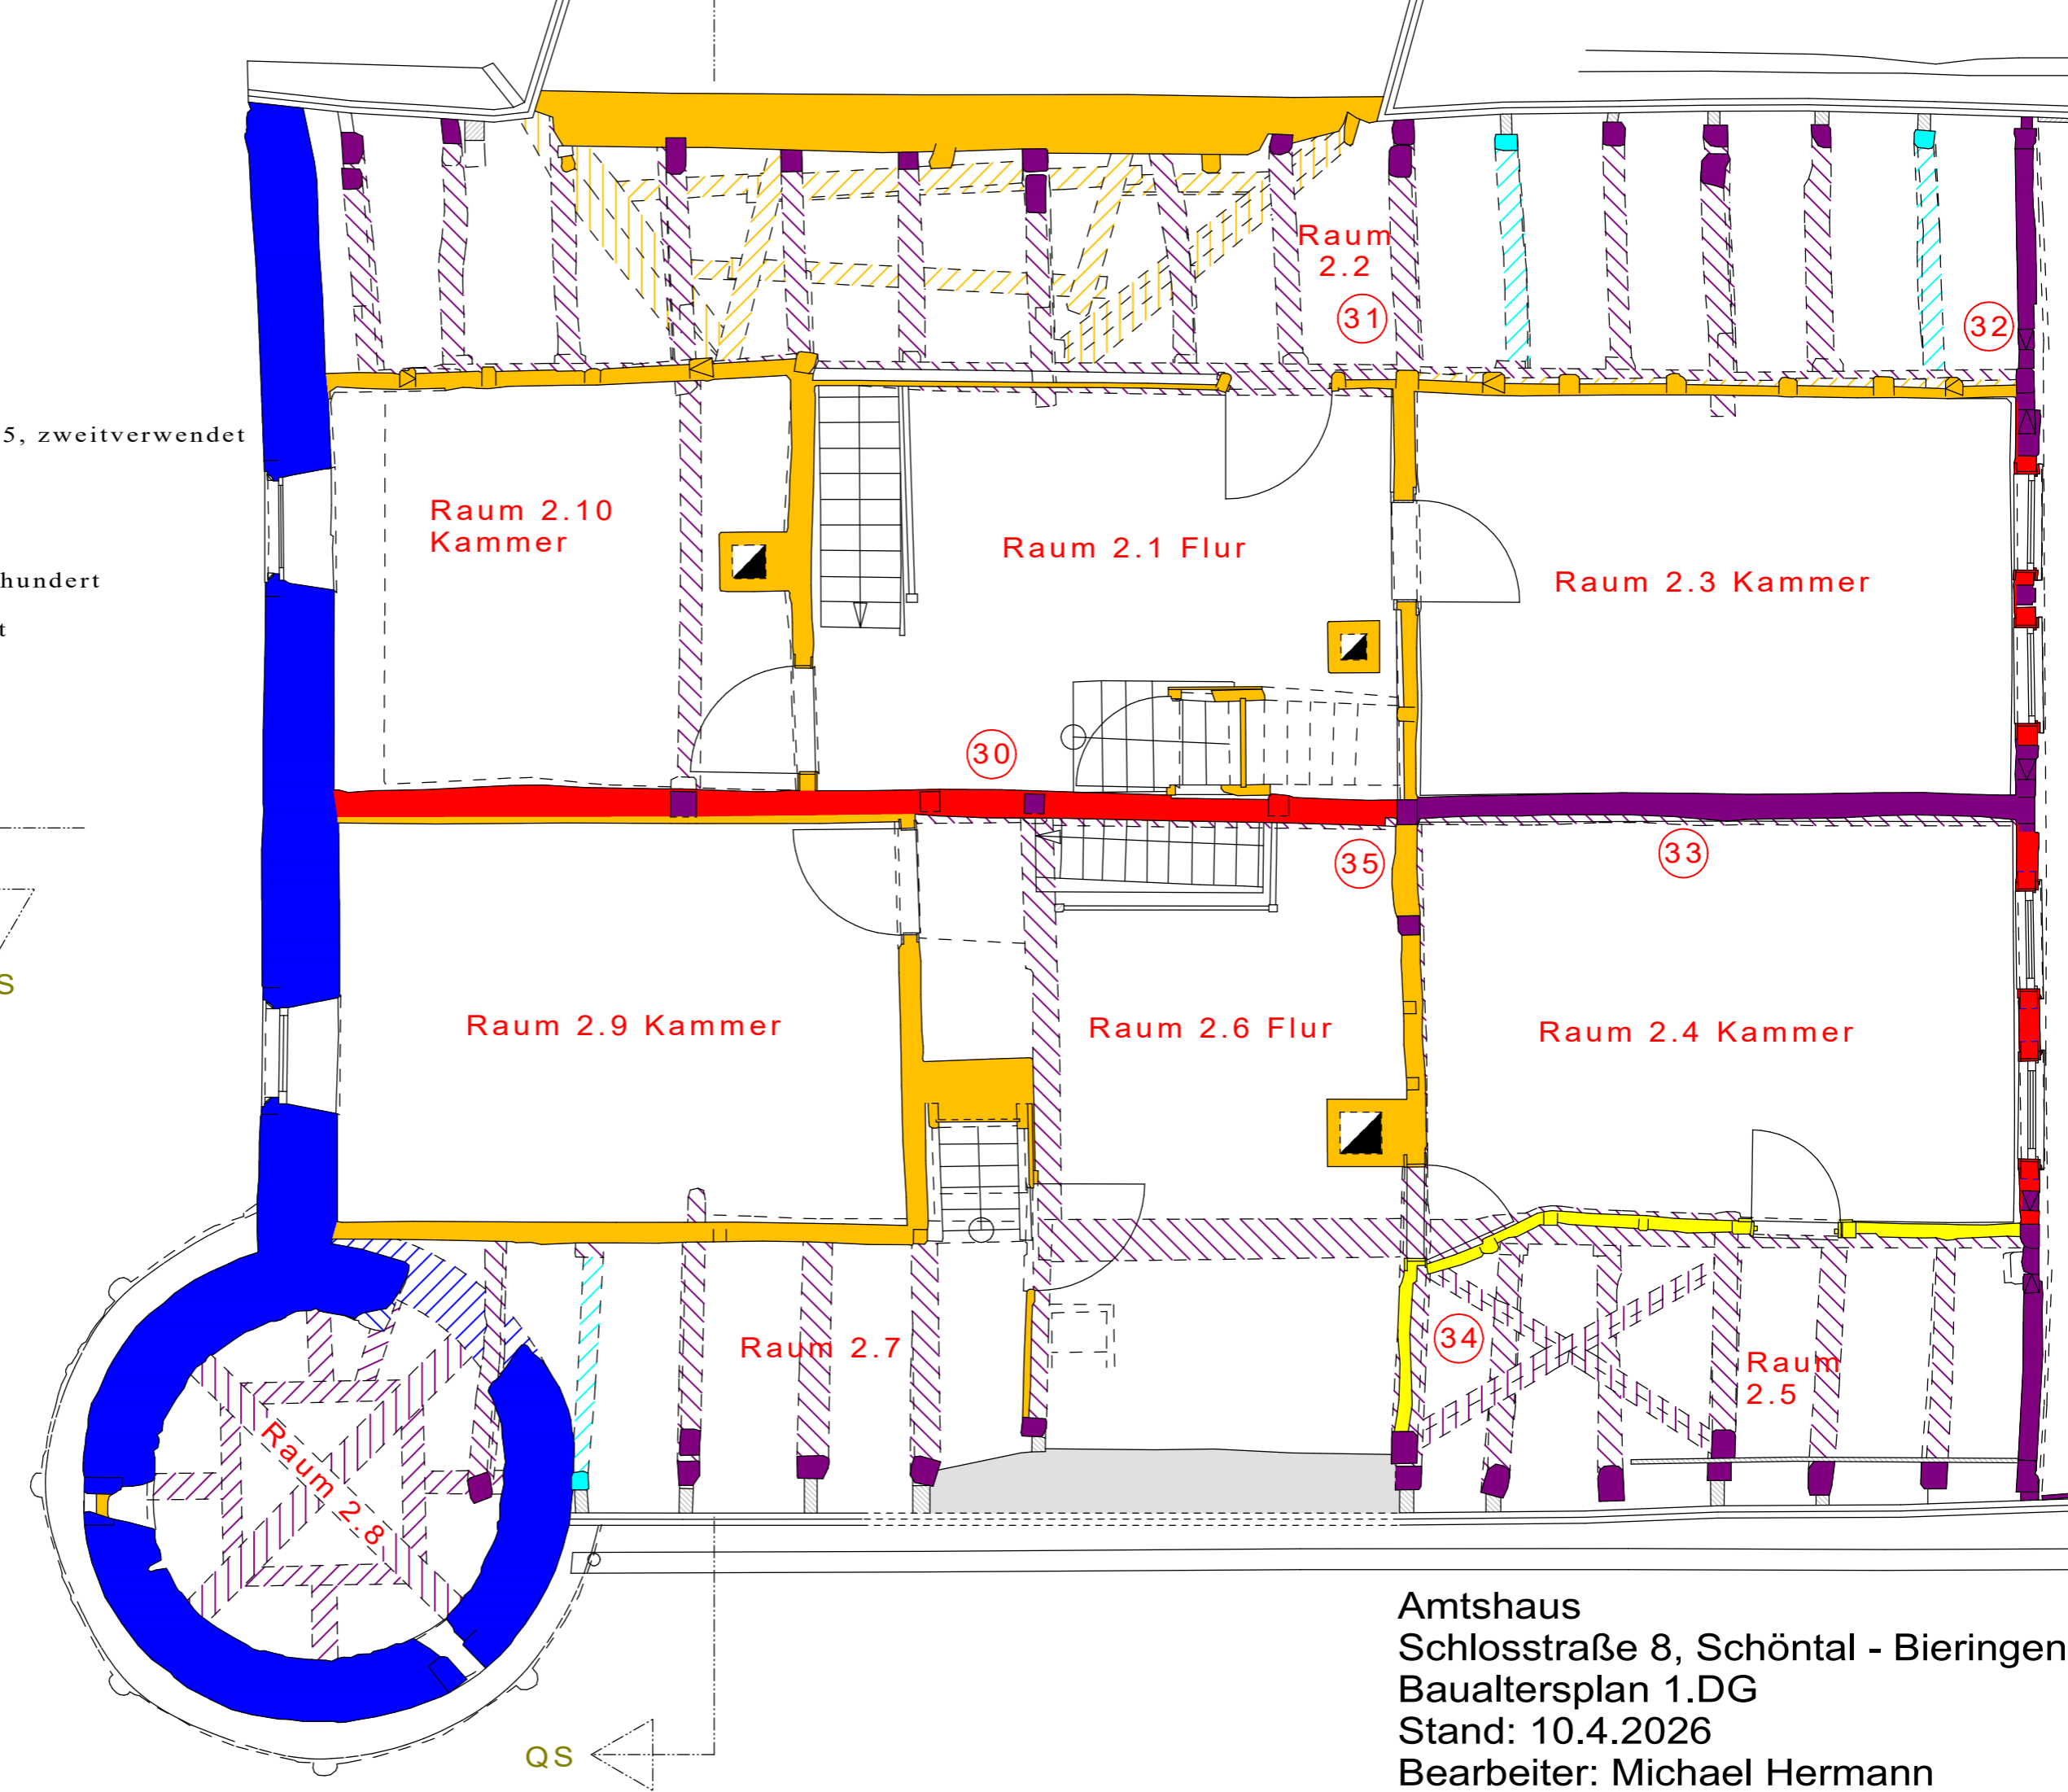 Raum
2.2
31
32
5, zweitverwendet
Raum 2.10
Kammer
Raum 2.1 Flur
Raum 2.3 Kammer
hundert
t
30
35
33
S
Raum 2.9 Kammer
Raum 2.6 Flur
Raum 2.4 Kammer
34
Raum 2.7
Raum
2.5
Raum 2.8
QS
Amtshaus
Schlosstraße 8, Schöntal - Bieringen
Baualtersplan 1.DG
Stand: 10.4.2026
Bearbeiter: Michael Hermann